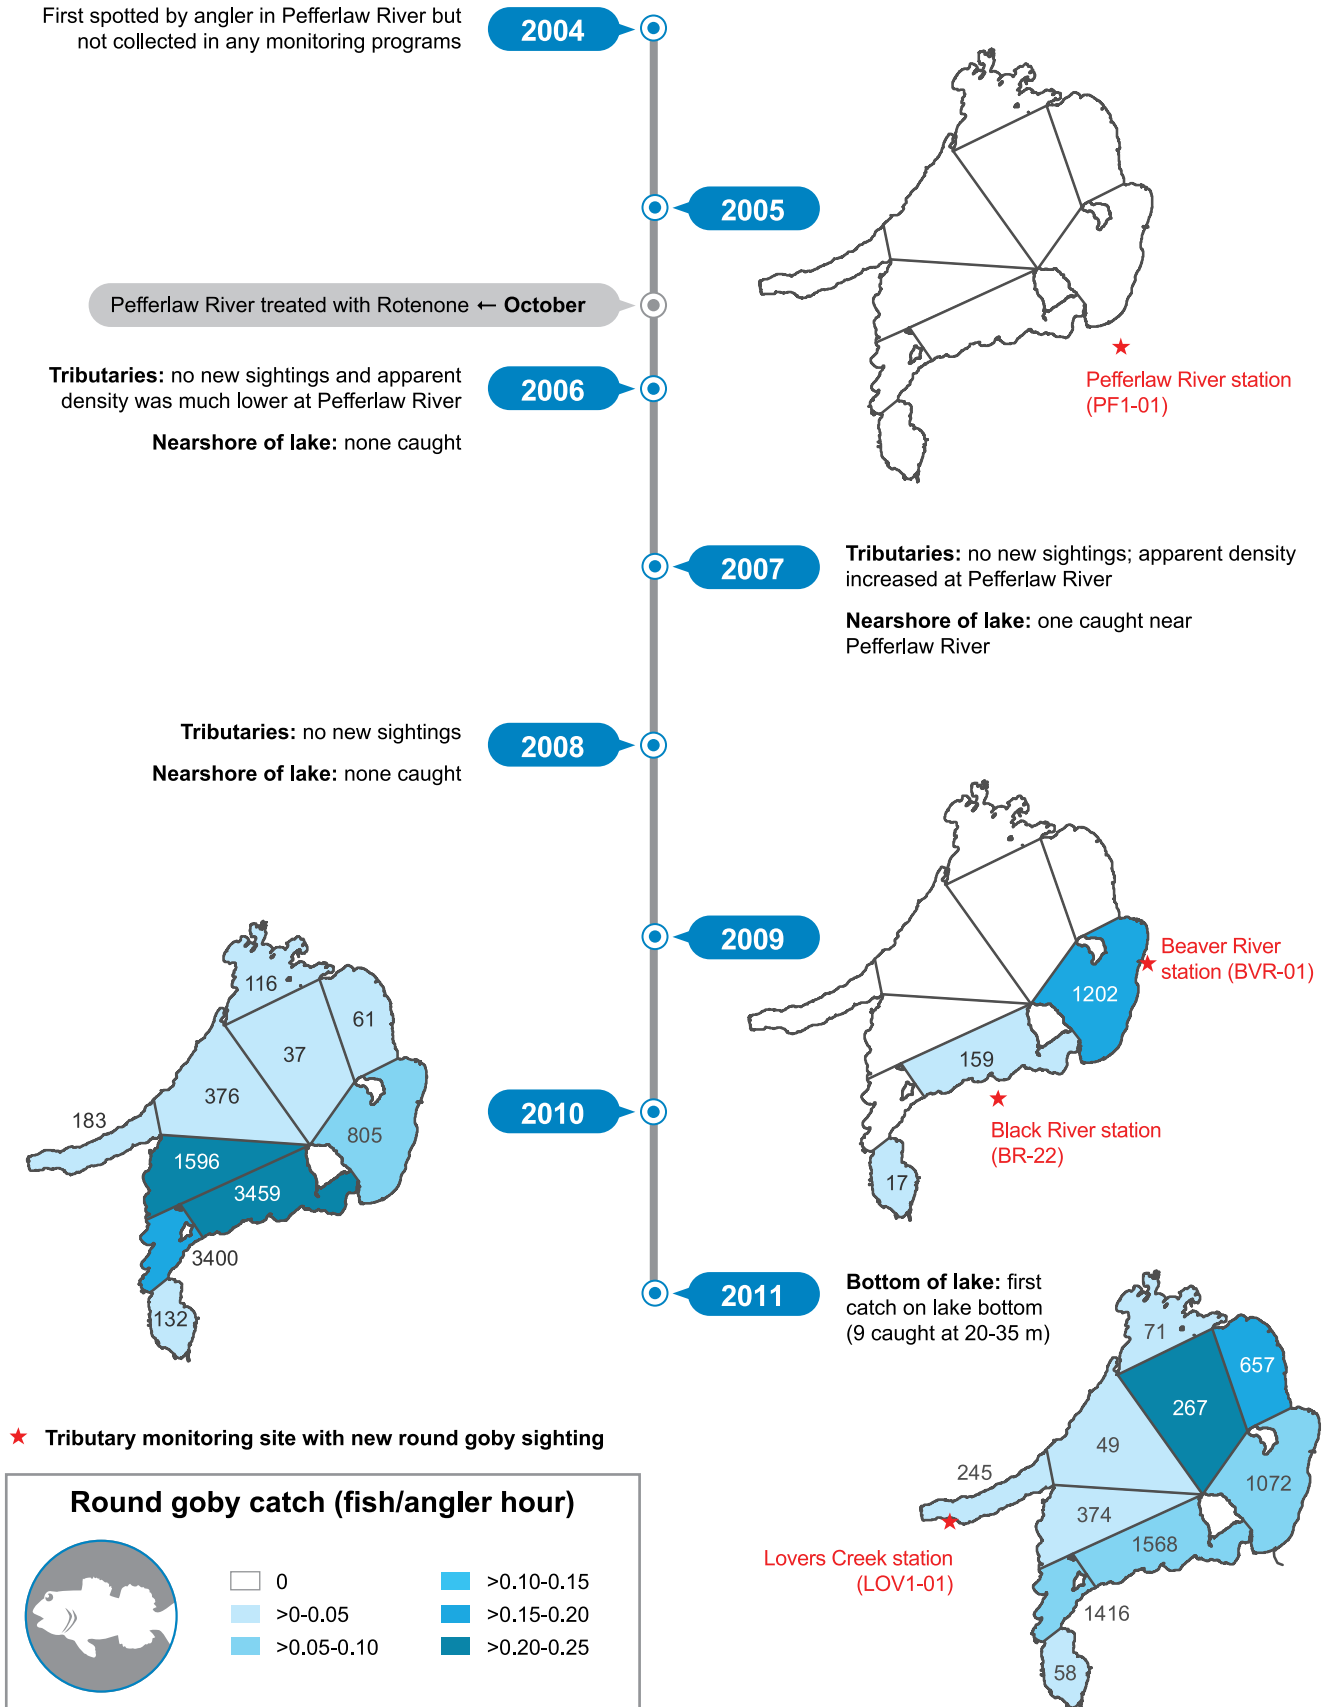 First spotted by angler in Pefferlaw River but
not collected in any monitoring programs
2004
2005
Pefferlaw River station
(PF1-01)
Pefferlaw River treated with Rotenone ← October
Tributaries: no new sightings and apparent
density was much lower at Pefferlaw River
Nearshore of lake: none caught
2006
2007
Tributaries: no new sightings; apparent density
increased at Pefferlaw River
Nearshore of lake: one caught near
Pefferlaw River
Tributaries: no new sightings
Nearshore of lake: none caught
2008
2009
Beaver River
station (BVR-01)
1202
159
Black River station
(BR-22)
17
116
61
37
376
183
805
1596
3459
3400
132
2010
2011
Bottom of lake: first
catch on lake bottom
(9 caught at 20-35 m)
71
657
267
49
245
1072
374
1568
Lovers Creek station
(LOV1-01)
1416
58
Tributary monitoring site with new round goby sighting
Round goby catch (fish/angler hour)
0
>0-0.05
>0.05-0.10
>0.10-0.15
>0.15-0.20
>0.20-0.25